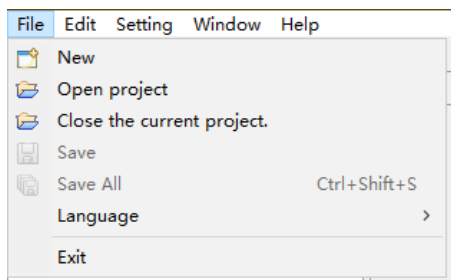 File Edit Setting Window Help
New
Open project
Close the current project.
Save
Save All Ctrl+Shift+S
Language
Exit